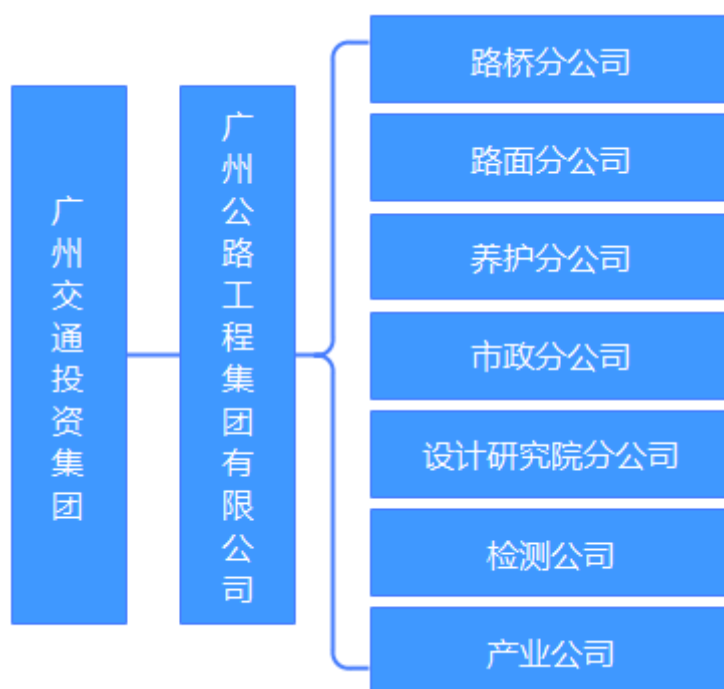 广州交通投资集团
广州公路工程集团有限公司
路桥分公司
路面分公司
养护分公司
市政分公司
设计研究院分公司
检测公司
产业公司